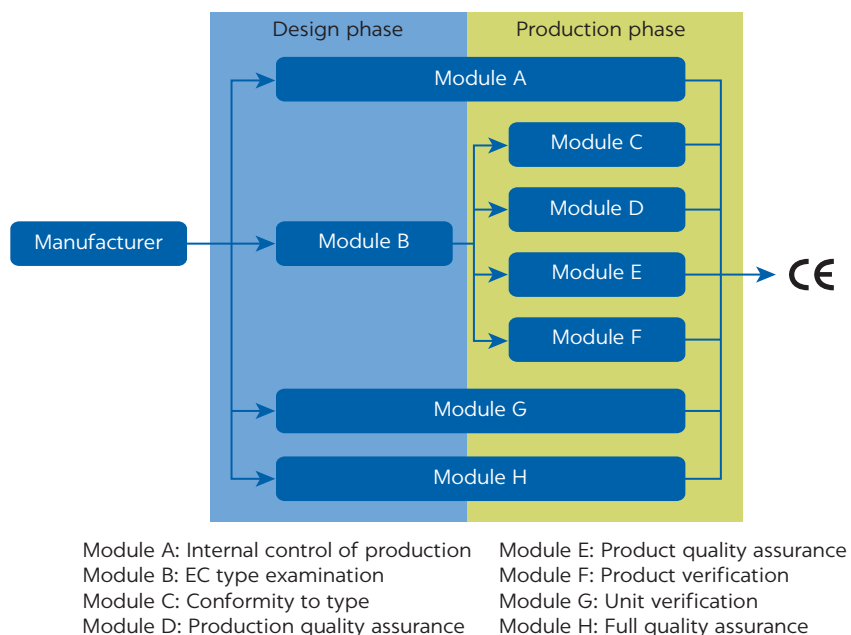 Design phase
Production phase
Module A
Module C
Module D
Manufacturer
Module B
Module E
CE
Module F
Module G
Module H
Module A: Internal control of production
Module B: EC type examination
Module C: Conformity to type
Module D: Production quality assurance
Module E: Product quality assurance
Module F: Product verification
Module G: Unit verification
Module H: Full quality assurance